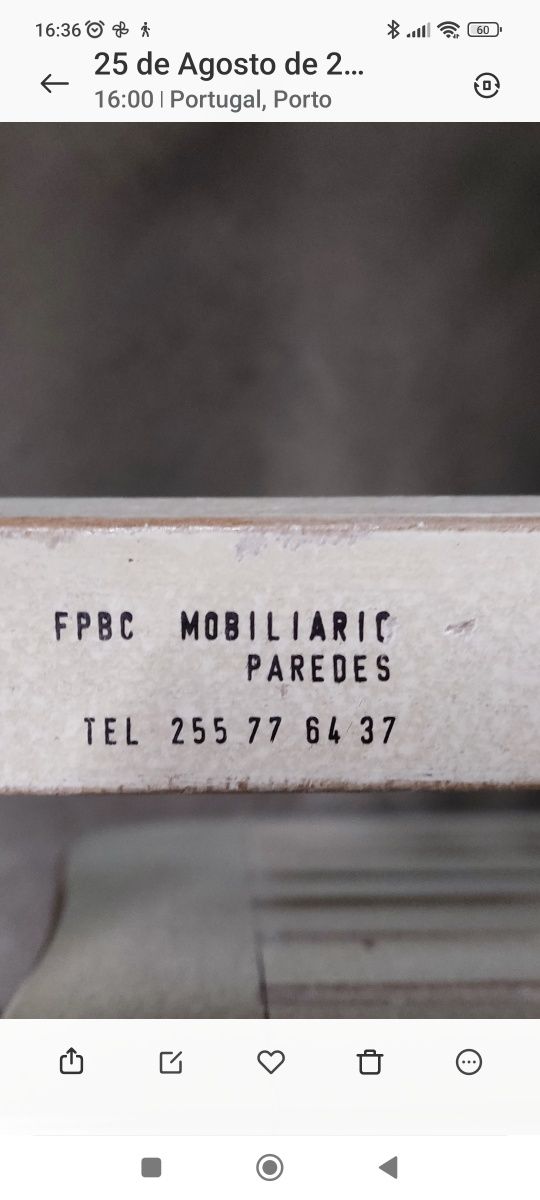 16:36
60
25 de Agosto de 2...
16:00 | Portugal, Porto
FPBC MOBILIARIO
PAREDES
TEL 255 77 64 37